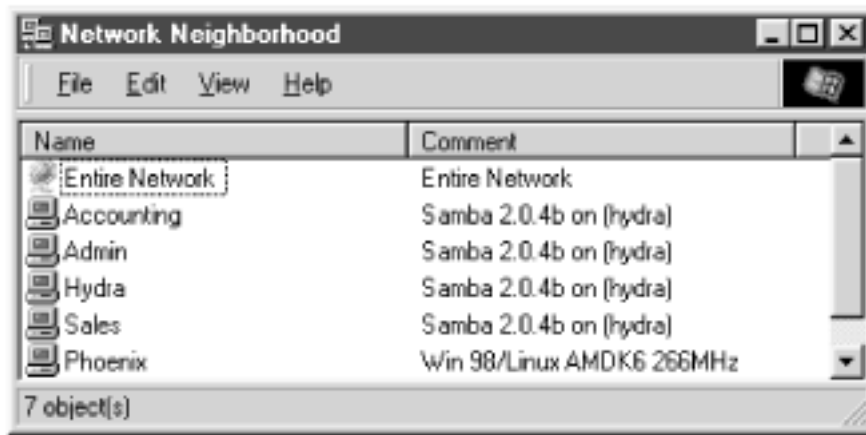 Network Neighborhood
File Edit View Help
Name Comment
Entire Network Entire Network
Accounting Samba 2.0.4b on (hydra)
Admin Samba 2.0.4b on (hydra)
Hydra Samba 2.0.4b on (hydra)
Sales Samba 2.0.4b on (hydra)
Phoenix Win 98/Linux AMDK6 266MHz
7 object(s)